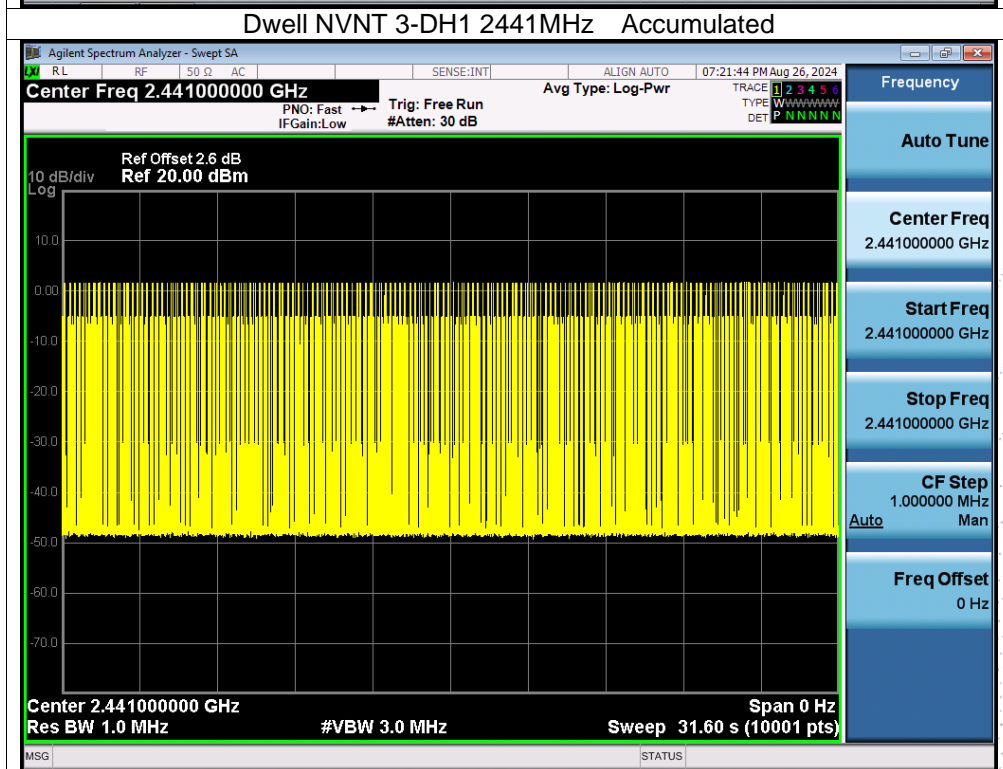 Dwell NVNT 3-DH1 2441MHz Accumulated
Agilent Spectrum Analyzer - Swept SA
LXI RL RF 50 Ω AC SENSE:INT ALIGN AUTO 07:21:44 PM Aug 26, 2024
Center Freq 2.441000000 GHz
PNO: Fast
IFGain:Low
Trig: Free Run
#Atten: 30 dB
Avg Type: Log-Pwr
TRACE 1 2 3 4 5 6
TYPE WWWWWWW
DET P N N N N N
Ref Offset 2.6 dB
10 dB/div Ref 20.00 dBm
Log
10.0
0.00
-10.0
-20.0
-30.0
-40.0
-50.0
-60.0
-70.0
Center 2.441000000 GHz Span 0 Hz
Res BW 1.0 MHz #VBW 3.0 MHz Sweep 31.60 s (10001 pts)
MSG STATUS
Frequency
Auto Tune
Center Freq
2.441000000 GHz
Start Freq
2.441000000 GHz
Stop Freq
2.441000000 GHz
CF Step
1.000000 MHz
Auto Man
Freq Offset
0 Hz